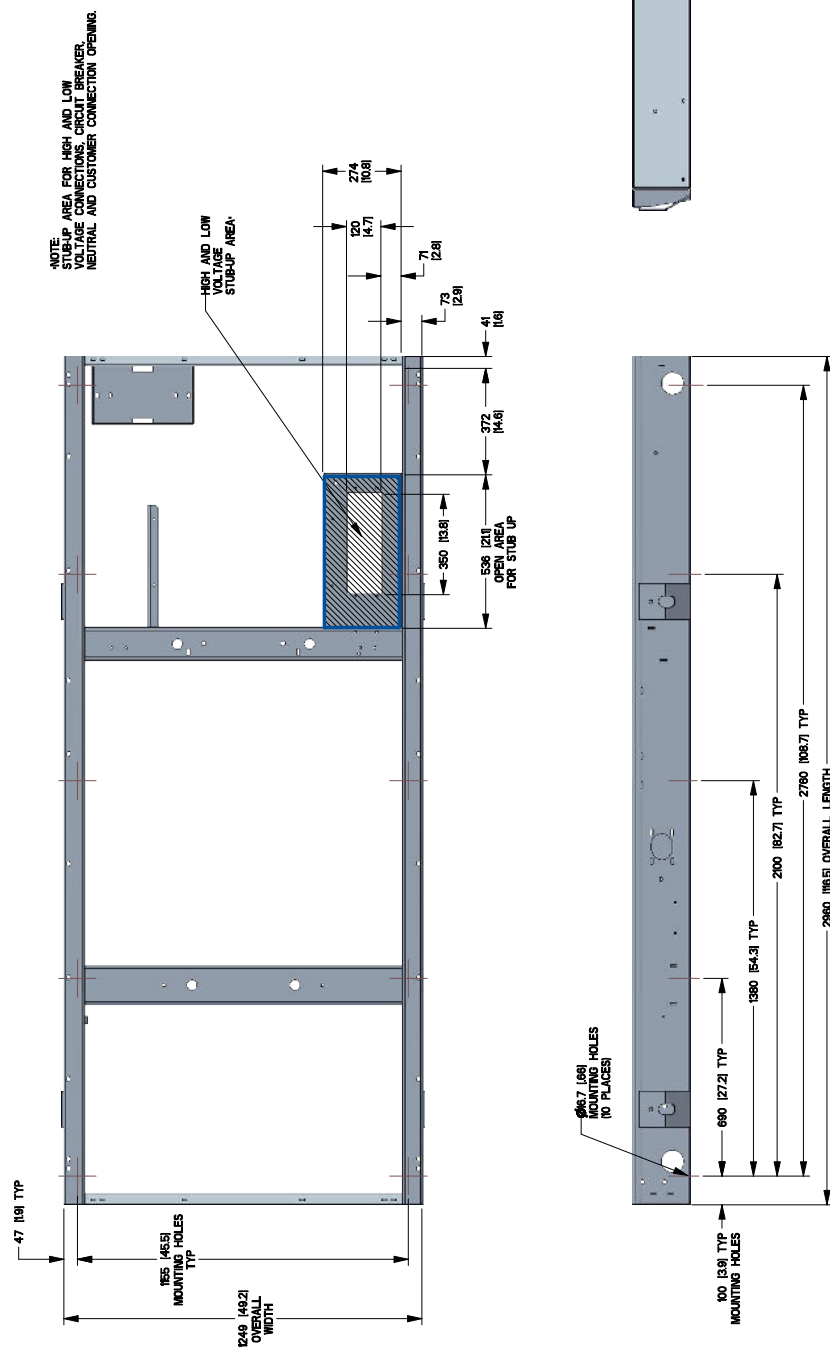 *NOTE:
STUB-UP AREA FOR HIGH AND LOW
VOLTAGE CONNECTIONS, CIRCUIT BREAKER,
NEUTRAL AND CUSTOMER CONNECTION OPENING.
HIGH AND LOW
VOLTAGE
STUB-UP AREA*
274
[10.8]
120
[4.7]
71
[2.8]
73
[2.9]
41
[1.6]
372
[14.6]
536 [21.1]
OPEN AREA
FOR STUB UP
350 [13.8]
47 [1.9] TYP
1155 [45.5]
MOUNTING HOLES
TYP
1249 [49.2]
OVERALL
WIDTH
Ø16.7 [.66]
MOUNTING HOLES
(10 PLACES)
690 [27.2] TYP
1380 [54.3] TYP
2100 [82.7] TYP
2760 [108.7] TYP
2960 [116.5] OVERALL LENGTH
100 [3.9] TYP
MOUNTING HOLES